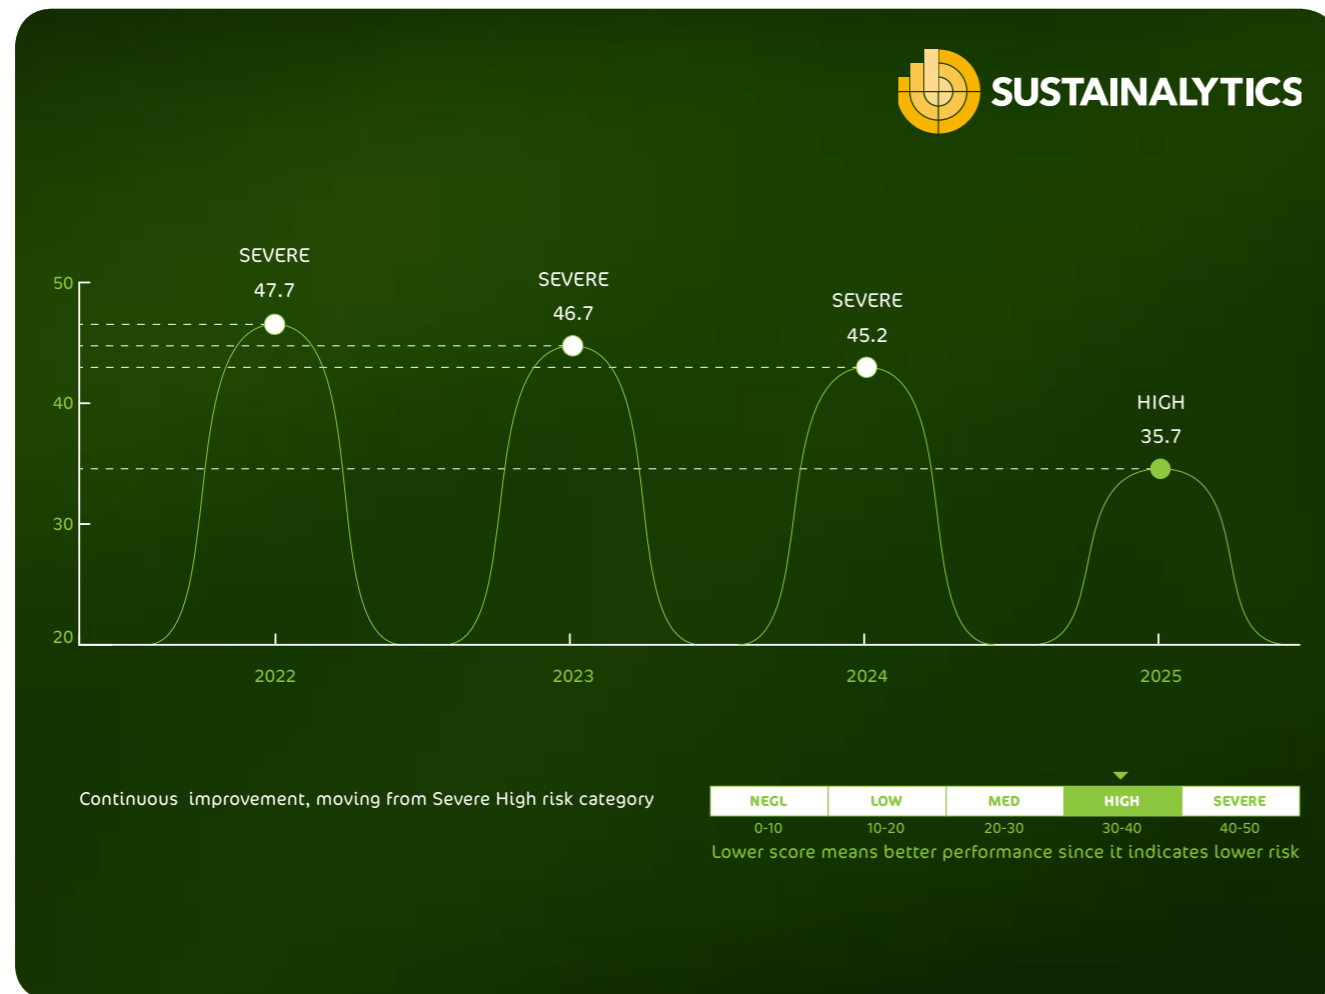 SUSTAINALYTICS
SEVERE
47.7
SEVERE
46.7
SEVERE
45.2
HIGH
35.7
50
40
30
20
2022 2023 2024 2025
Continuous improvement, moving from Severe High risk category
NEGL LOW MED HIGH SEVERE
0-10 10-20 20-30 30-40 40-50
Lower score means better performance since it indicates lower risk